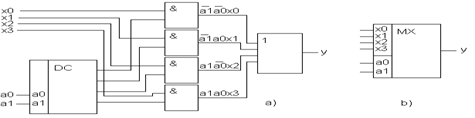 x0
x1
x2
x3
&
&
&
&
a1a0x0
a1a0x1
a1a0x2
a1a0x3
1
y
DC
a0 a0
a1 a1
a)
x0
x1
x2
x3
a0
a1
MX
y
b)